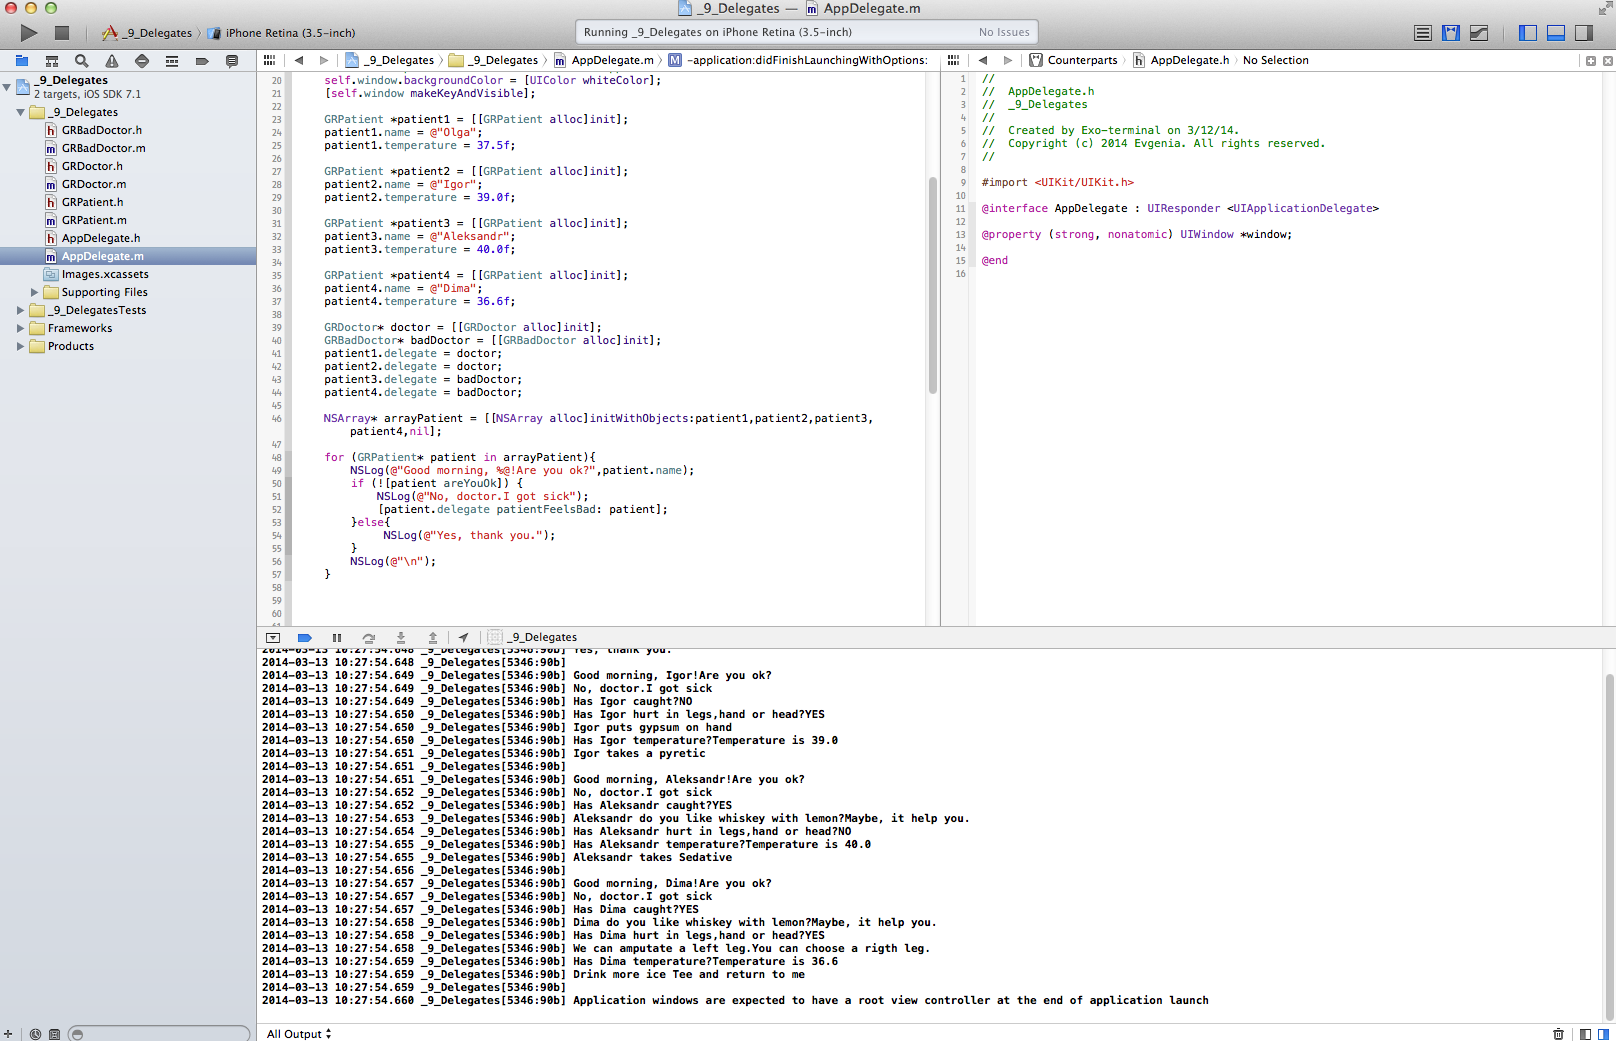 _9_Delegates — AppDelegate.m
_9_Delegates iPhone Retina (3.5-inch)
Running _9_Delegates on iPhone Retina (3.5-inch) No Issues
_9_Delegates _9_Delegates AppDelegate.m M -application:didFinishLaunchingWithOptions:
Counterparts AppDelegate.h No Selection
_9_Delegates
2 targets, iOS SDK 7.1
_9_Delegates
h GRBadDoctor.h
m GRBadDoctor.m
h GRDoctor.h
m GRDoctor.m
h GRPatient.h
m GRPatient.m
h AppDelegate.h
m AppDelegate.m
Images.xcassets
Supporting Files
_9_DelegatesTests
Frameworks
Products
20 self.window.backgroundColor = [UIColor whiteColor];
21 [self.window makeKeyAndVisible];
22
23 GRPatient *patient1 = [[GRPatient alloc]init];
24 patient1.name = @"Olga";
25 patient1.temperature = 37.5f;
26
27 GRPatient *patient2 = [[GRPatient alloc]init];
28 patient2.name = @"Igor";
29 patient2.temperature = 39.0f;
30
31 GRPatient *patient3 = [[GRPatient alloc]init];
32 patient3.name = @"Aleksandr";
33 patient3.temperature = 40.0f;
34
35 GRPatient *patient4 = [[GRPatient alloc]init];
36 patient4.name = @"Dima";
37 patient4.temperature = 36.6f;
38
39 GRDoctor* doctor = [[GRDoctor alloc]init];
40 GRBadDoctor* badDoctor = [[GRBadDoctor alloc]init];
41 patient1.delegate = doctor;
42 patient2.delegate = doctor;
43 patient3.delegate = badDoctor;
44 patient4.delegate = badDoctor;
45
46 NSArray* arrayPatient = [[NSArray alloc]initWithObjects:patient1,patient2,patient3,
patient4,nil];
47
48 for (GRPatient* patient in arrayPatient){
49 NSLog(@"Good morning, %@!Are you ok?",patient.name);
50 if (![patient areYouOk]) {
51 NSLog(@"No, doctor.I got sick");
52 [patient.delegate patientFeelsBad: patient];
53 }else{
54 NSLog(@"Yes, thank you.");
55 }
56 NSLog(@"\n");
57 }
58
59
60
61
1 //
2 // AppDelegate.h
3 // _9_Delegates
4 //
5 // Created by Exo-terminal on 3/12/14.
6 // Copyright (c) 2014 Evgenia. All rights reserved.
7 //
8
9 #import <UIKit/UIKit.h>
10
11 @interface AppDelegate : UIResponder <UIApplicationDelegate>
12
13 @property (strong, nonatomic) UIWindow *window;
14
15 @end
16
_9_Delegates
2014-03-13 10:27:54.648 _9_Delegates[5346:90b] Yes, thank you.
2014-03-13 10:27:54.648 _9_Delegates[5346:90b]
2014-03-13 10:27:54.649 _9_Delegates[5346:90b] Good morning, Igor!Are you ok?
2014-03-13 10:27:54.649 _9_Delegates[5346:90b] No, doctor.I got sick
2014-03-13 10:27:54.649 _9_Delegates[5346:90b] Has Igor caught?NO
2014-03-13 10:27:54.650 _9_Delegates[5346:90b] Has Igor hurt in legs,hand or head?YES
2014-03-13 10:27:54.650 _9_Delegates[5346:90b] Igor puts gypsum on hand
2014-03-13 10:27:54.650 _9_Delegates[5346:90b] Has Igor temperature?Temperature is 39.0
2014-03-13 10:27:54.651 _9_Delegates[5346:90b] Igor takes a pyretic
2014-03-13 10:27:54.651 _9_Delegates[5346:90b]
2014-03-13 10:27:54.651 _9_Delegates[5346:90b] Good morning, Aleksandr!Are you ok?
2014-03-13 10:27:54.652 _9_Delegates[5346:90b] No, doctor.I got sick
2014-03-13 10:27:54.652 _9_Delegates[5346:90b] Has Aleksandr caught?YES
2014-03-13 10:27:54.653 _9_Delegates[5346:90b] Aleksandr do you like whiskey with lemon?Maybe, it help you.
2014-03-13 10:27:54.654 _9_Delegates[5346:90b] Has Aleksandr hurt in legs,hand or head?NO
2014-03-13 10:27:54.655 _9_Delegates[5346:90b] Has Aleksandr temperature?Temperature is 40.0
2014-03-13 10:27:54.655 _9_Delegates[5346:90b] Aleksandr takes Sedative
2014-03-13 10:27:54.656 _9_Delegates[5346:90b]
2014-03-13 10:27:54.657 _9_Delegates[5346:90b] Good morning, Dima!Are you ok?
2014-03-13 10:27:54.657 _9_Delegates[5346:90b] No, doctor.I got sick
2014-03-13 10:27:54.657 _9_Delegates[5346:90b] Has Dima caught?YES
2014-03-13 10:27:54.658 _9_Delegates[5346:90b] Dima do you like whiskey with lemon?Maybe, it help you.
2014-03-13 10:27:54.658 _9_Delegates[5346:90b] Has Dima hurt in legs,hand or head?YES
2014-03-13 10:27:54.658 _9_Delegates[5346:90b] We can amputate a left leg.You can choose a rigth leg.
2014-03-13 10:27:54.659 _9_Delegates[5346:90b] Has Dima temperature?Temperature is 36.6
2014-03-13 10:27:54.659 _9_Delegates[5346:90b] Drink more ice Tee and return to me
2014-03-13 10:27:54.659 _9_Delegates[5346:90b]
2014-03-13 10:27:54.660 _9_Delegates[5346:90b] Application windows are expected to have a root view controller at the end of application launch
All Output